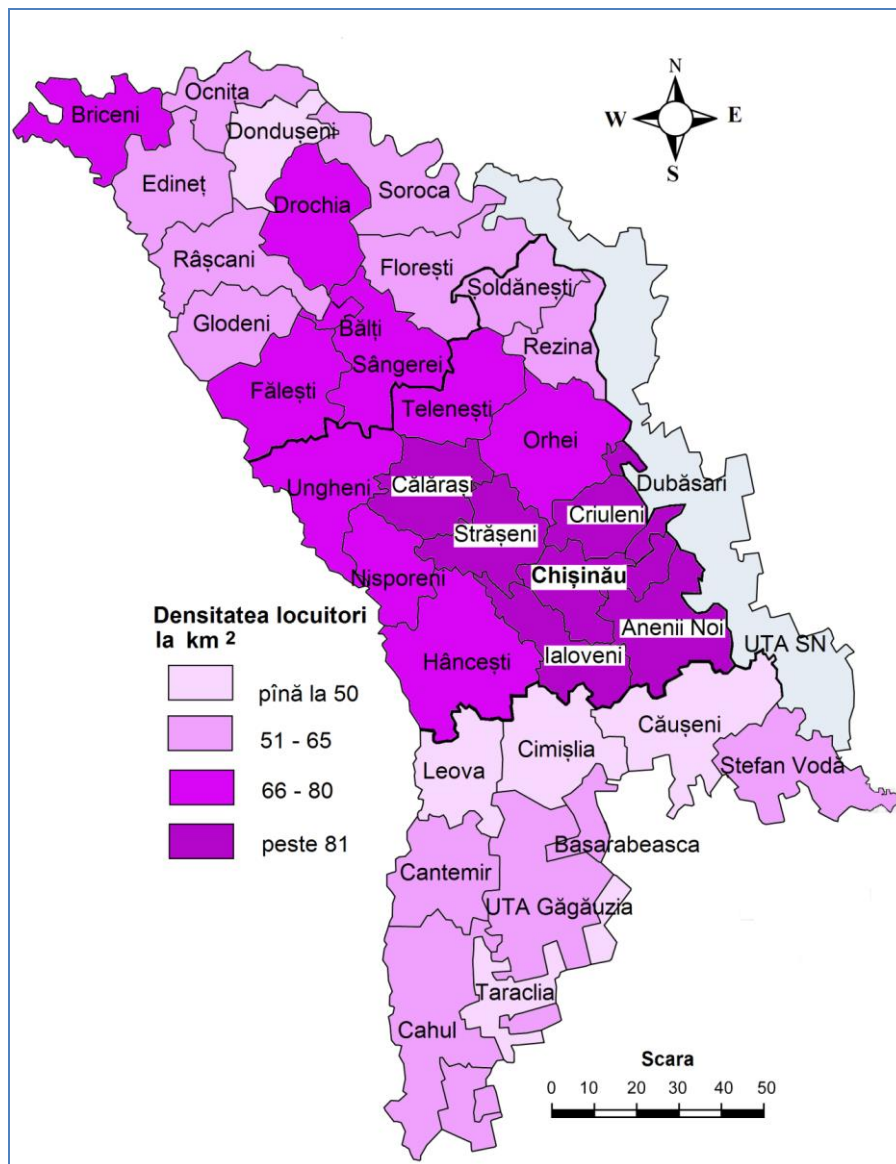 N
W
E
S
Ocnita
Briceni
Dondușeni
Edineț
Soroca
Drochia
Râșcani
Florești
Șoldănești
Glodeni
Bălți
Rezina
Sângerei
Fălești
Telenești
Orhei
Dubăsari
Ungheni
Călărași
Criuleni
Strășeni
Chișinău
Nisporeni
Anenii Noi
UTA SN
Ialoveni
Hâncești
Densitatea locuitori
la km 2
pînă la 50
51 - 65
66 - 80
peste 81
Căușeni
Cimișlia
Leova
Ștefan Vodă
Basarabeasca
Cantemir
UTA Găgăuzia
Taraclia
Cahul
Scara
0 10 20 30 40 50